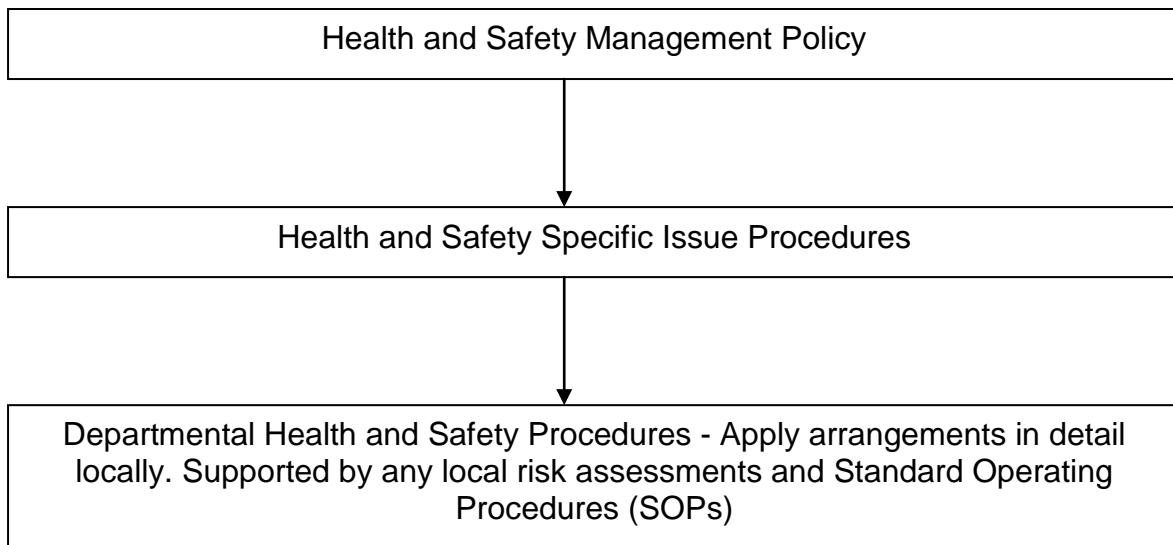 Health and Safety Management Policy
Health and Safety Specific Issue Procedures
Departmental Health and Safety Procedures - Apply arrangements in detail
locally. Supported by any local risk assessments and Standard Operating
Procedures (SOPs)